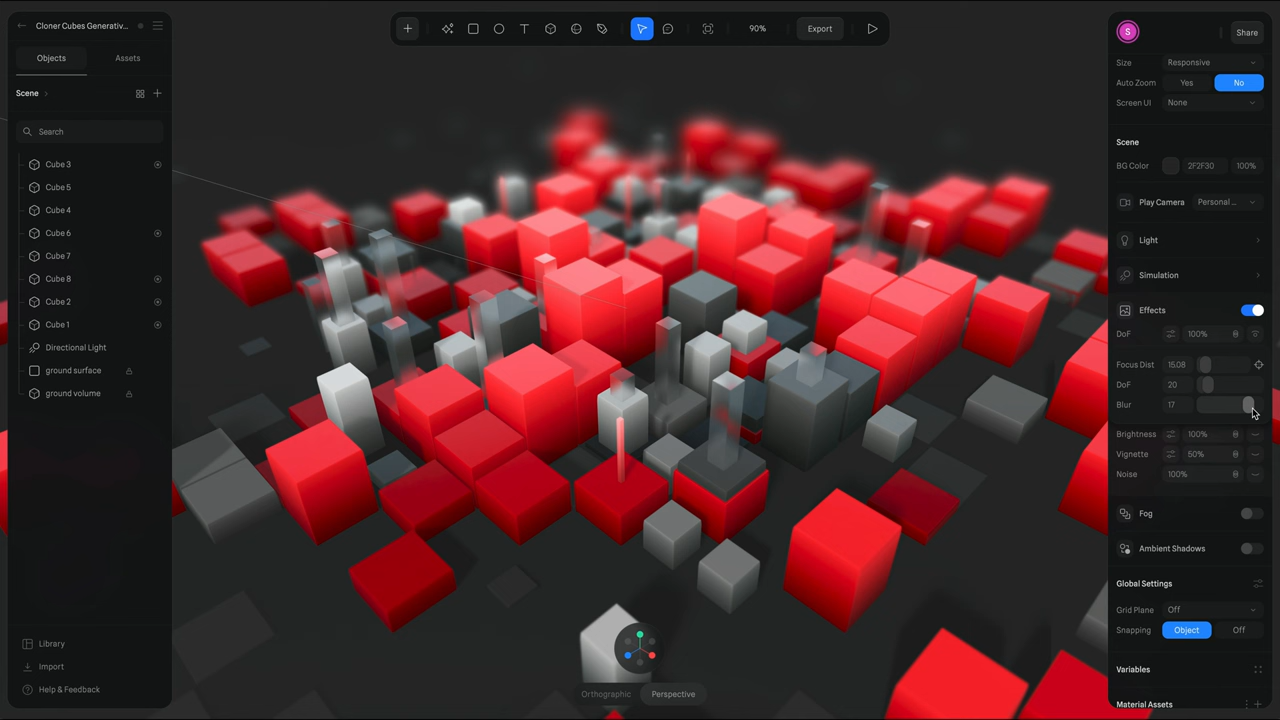 Cloner Cubes Generativ...
Objects
Assets
Scene
Search
Cube 3
Cube 5
Cube 4
Cube 6
Cube 7
Cube 8
Cube 2
Cube 1
Directional Light
ground surface
ground volume
Library
Import
Help & Feedback
T
90%
Export
Orthographic
Perspective
S
Share
Size
Responsive
Auto Zoom
Yes
No
Screen UI
None
Scene
BG Color
2F2F30
100%
Play Camera
Personal ...
Light
Simulation
Effects
DoF
100%
Focus Dist
15.08
DoF
20
Blur
17
Brightness
100%
Vignette
50%
Noise
100%
Fog
Ambient Shadows
Global Settings
Grid Plane
Off
Snapping
Object
Off
Variables
Material Assets